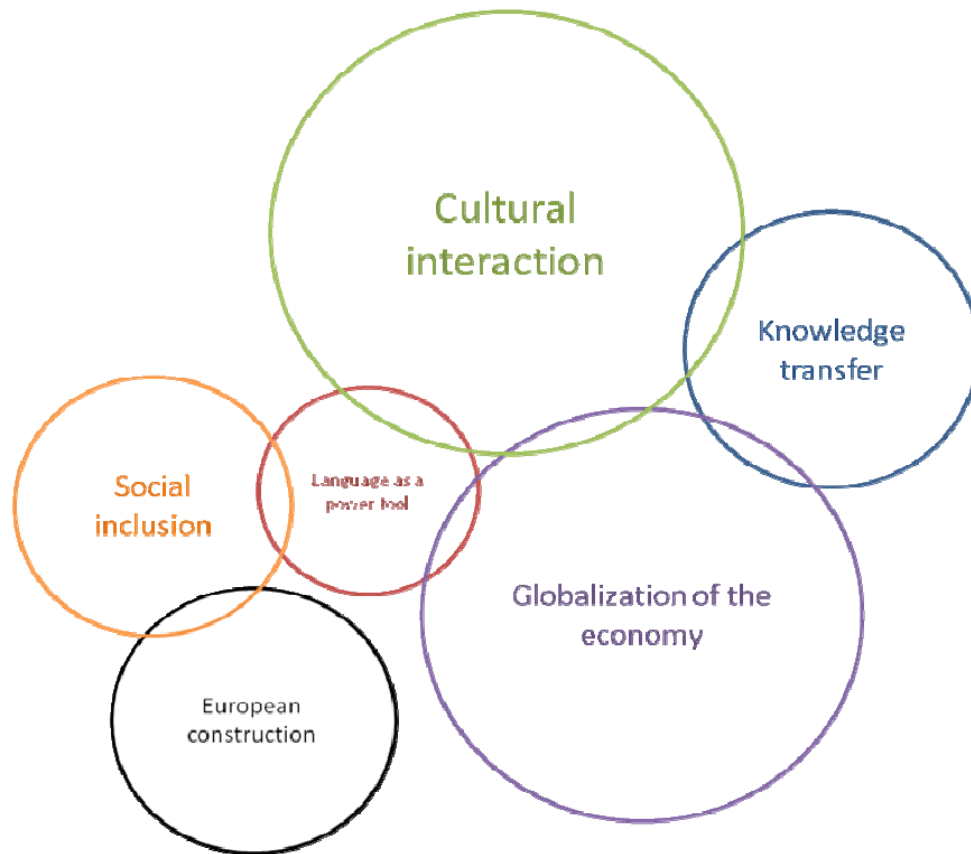 Cultural
interaction
Knowledge
transfer
Social
inclusion
Language as a
power tool
Globalization of the
economy
European
construction